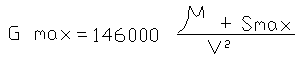 G max = 146000 (M + Smax) / V²